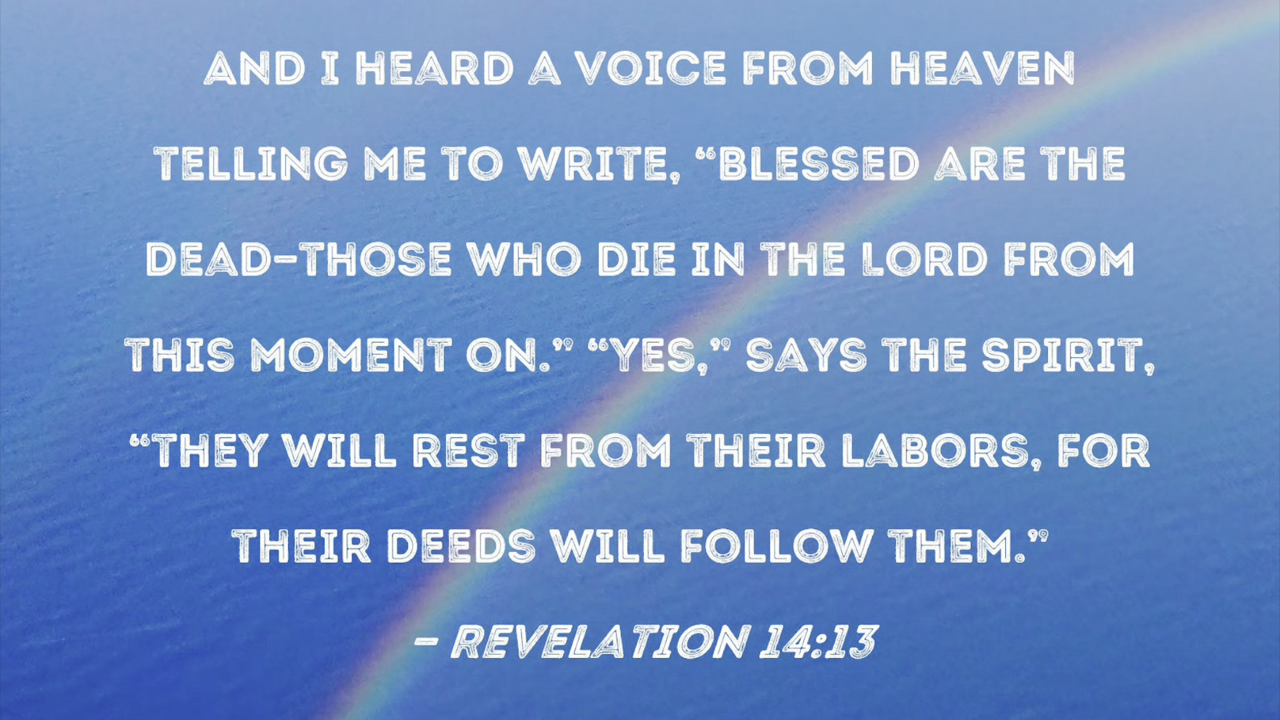 AND I HEARD A VOICE FROM HEAVEN
TELLING ME TO WRITE, “BLESSED ARE THE
DEAD–THOSE WHO DIE IN THE LORD FROM
THIS MOMENT ON.” “YES,” SAYS THE SPIRIT,
“THEY WILL REST FROM THEIR LABORS, FOR
THEIR DEEDS WILL FOLLOW THEM.”
– REVELATION 14:13